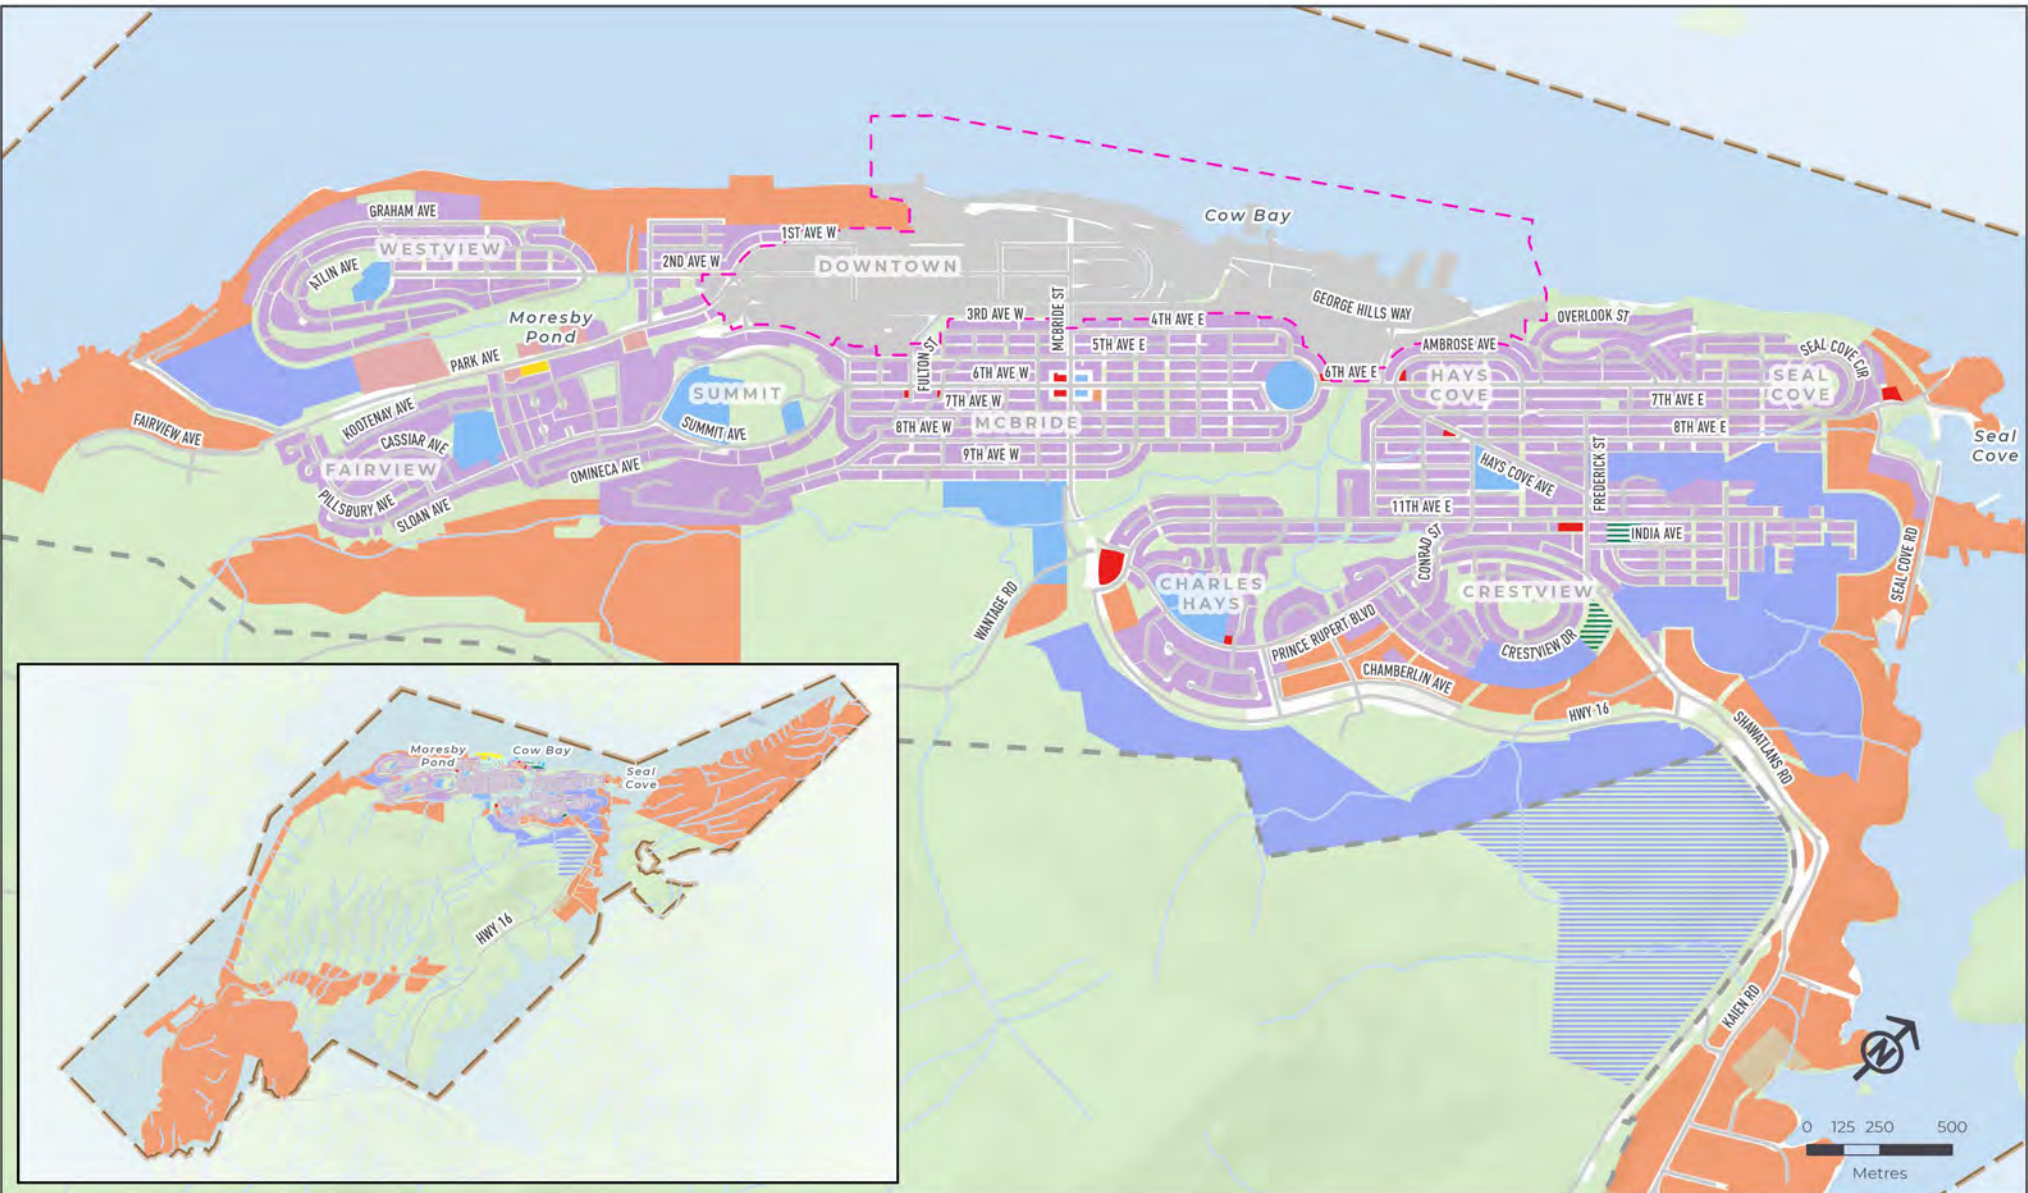 Cow Bay
GRAHAM AVE
WESTVIEW
1ST AVE W
ATLIN AVE
2ND AVE W
DOWNTOWN
MCBRIDE ST
GEORGE HILLS WAY
Moresby
Pond
3RD AVE W
4TH AVE E
OVERLOOK ST
PARK AVE
FULTON ST
5TH AVE E
AMBROSE AVE
SEAL COVE CIR
6TH AVE W
6TH AVE E
HAYS
COVE
SEAL
COVE
SUMMIT
7TH AVE W
7TH AVE E
KOOTENAY AVE
FAIRVIEW AVE
CASSIAR AVE
SUMMIT AVE
8TH AVE W
MCBRIDE
8TH AVE E
Seal
Cove
FAIRVIEW
OMINECA AVE
9TH AVE W
HAYS COVE AVE
FREDERICK ST
PILLSBURY AVE
SLOAN AVE
11TH AVE E
INDIA AVE
CONRAD ST
SEAL COVE RD
CHARLES
HAYS
CRESTVIEW
WANTAGE RD
PRINCE RUPERT BLVD
CRESTVIEW DR
CHAMBERLIN AVE
HWY 16
SHAWATLANS RD
KAIEN RD
Moresby
Pond
Cow Bay
Seal
Cove
HWY 16
N
0 125 250 500
Metres